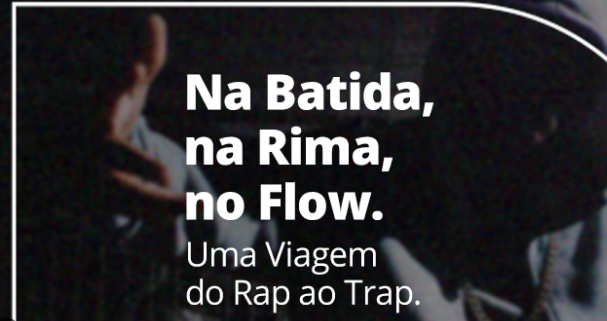 Na Batida,
na Rima,
no Flow.
Uma Viagem
do Rap ao Trap.